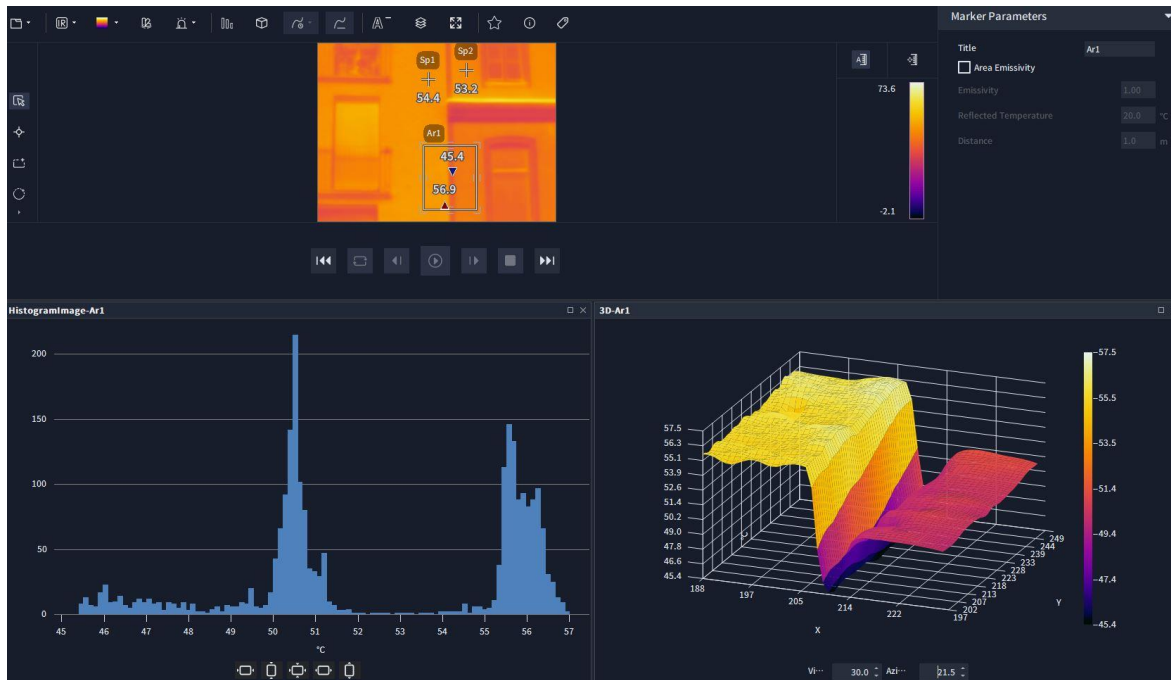 IR
A
Marker Parameters
Title
Ar1
Area Emissivity
Emissivity
1.00
Reflected Temperature
20.0
°C
Distance
1.0
m
Sp1
54.4
Sp2
53.2
Ar1
45.4
56.9
A
73.6
-2.1
HistogramImage-Ar1
200
150
100
50
0
45 46 47 48 49 50 51 52 53 54 55 56 57
°C
3D-Ar1
57.5
56.3
55.1
53.9
52.6
51.4
50.2
49.0
47.8
46.6
45.4
°C
188 197 205 214 222
X
197
202
207
213
218
223
228
233
239
244
249
Y
57.5
55.5
53.5
51.4
49.4
47.4
45.4
Vi··· 30.0 Azi··· 21.5